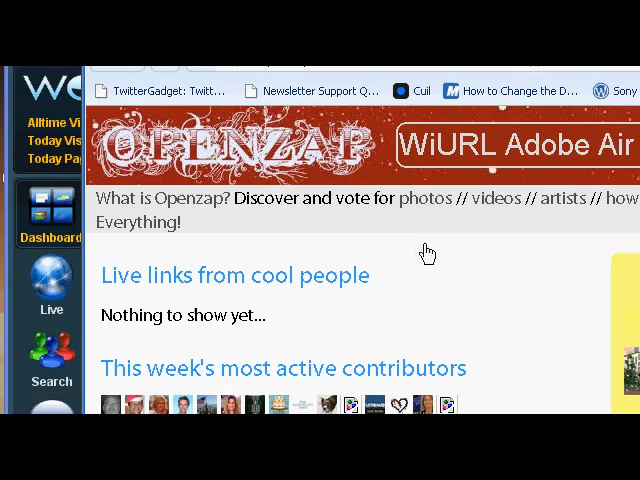 TwitterGadget: Twitt...
Newsletter Support Q...
Cuil
How to Change the D...
Sony
Alltime Vi
Today Vis
Today Pag
OPENZAP
WiURL Adobe Air
What is Openzap? Discover and vote for photos // videos // artists // how
Everything!
Dashboard
Live links from cool people
Live
Nothing to show yet...
This week's most active contributors
Search